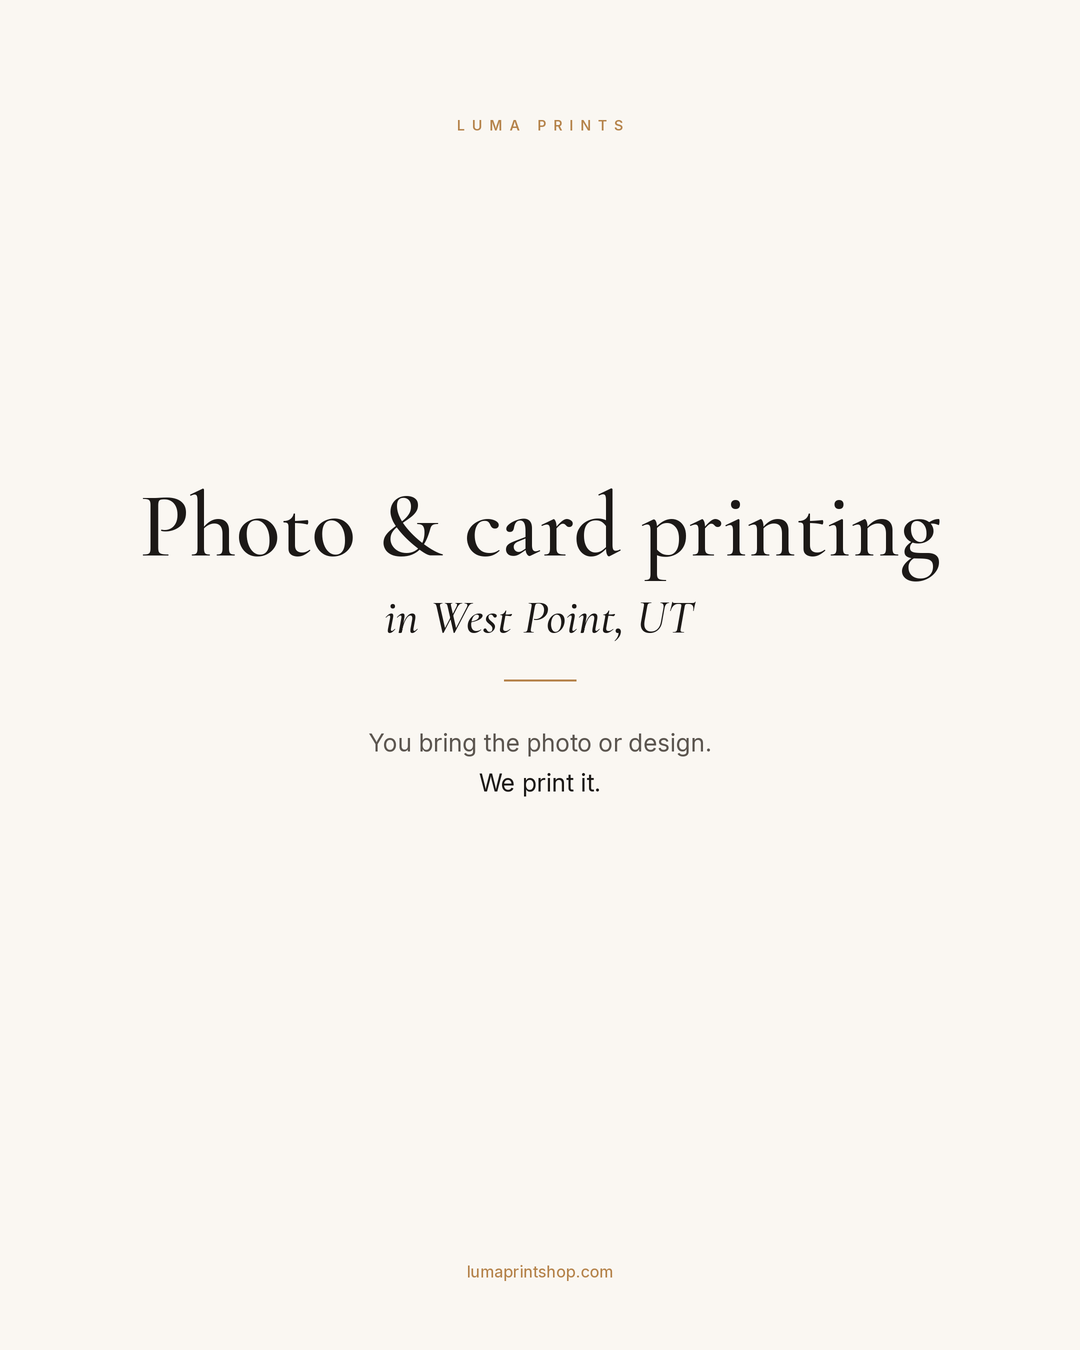 LUMA PRINTS
Photo & card printing
in West Point, UT
You bring the photo or design.
We print it.
lumaprintshop.com